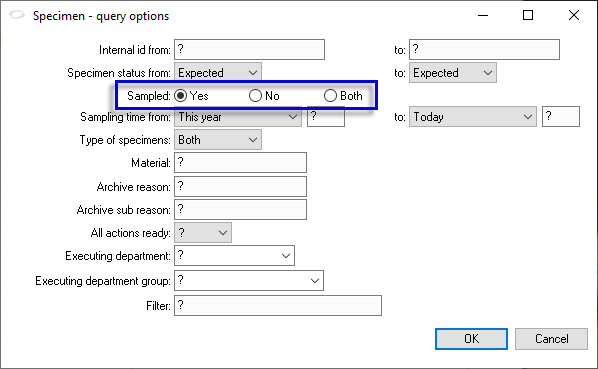 Specimen - query options
Internal id from: ? to: ?
Specimen status from: Expected to: Expected
Sampled: Yes No Both
Sampling time from: This year ? to: Today ?
Type of specimens: Both
Material: ?
Archive reason: ?
Archive sub reason: ?
All actions ready: ?
Executing department: ?
Executing department group: ?
Filter: ?
OK Cancel